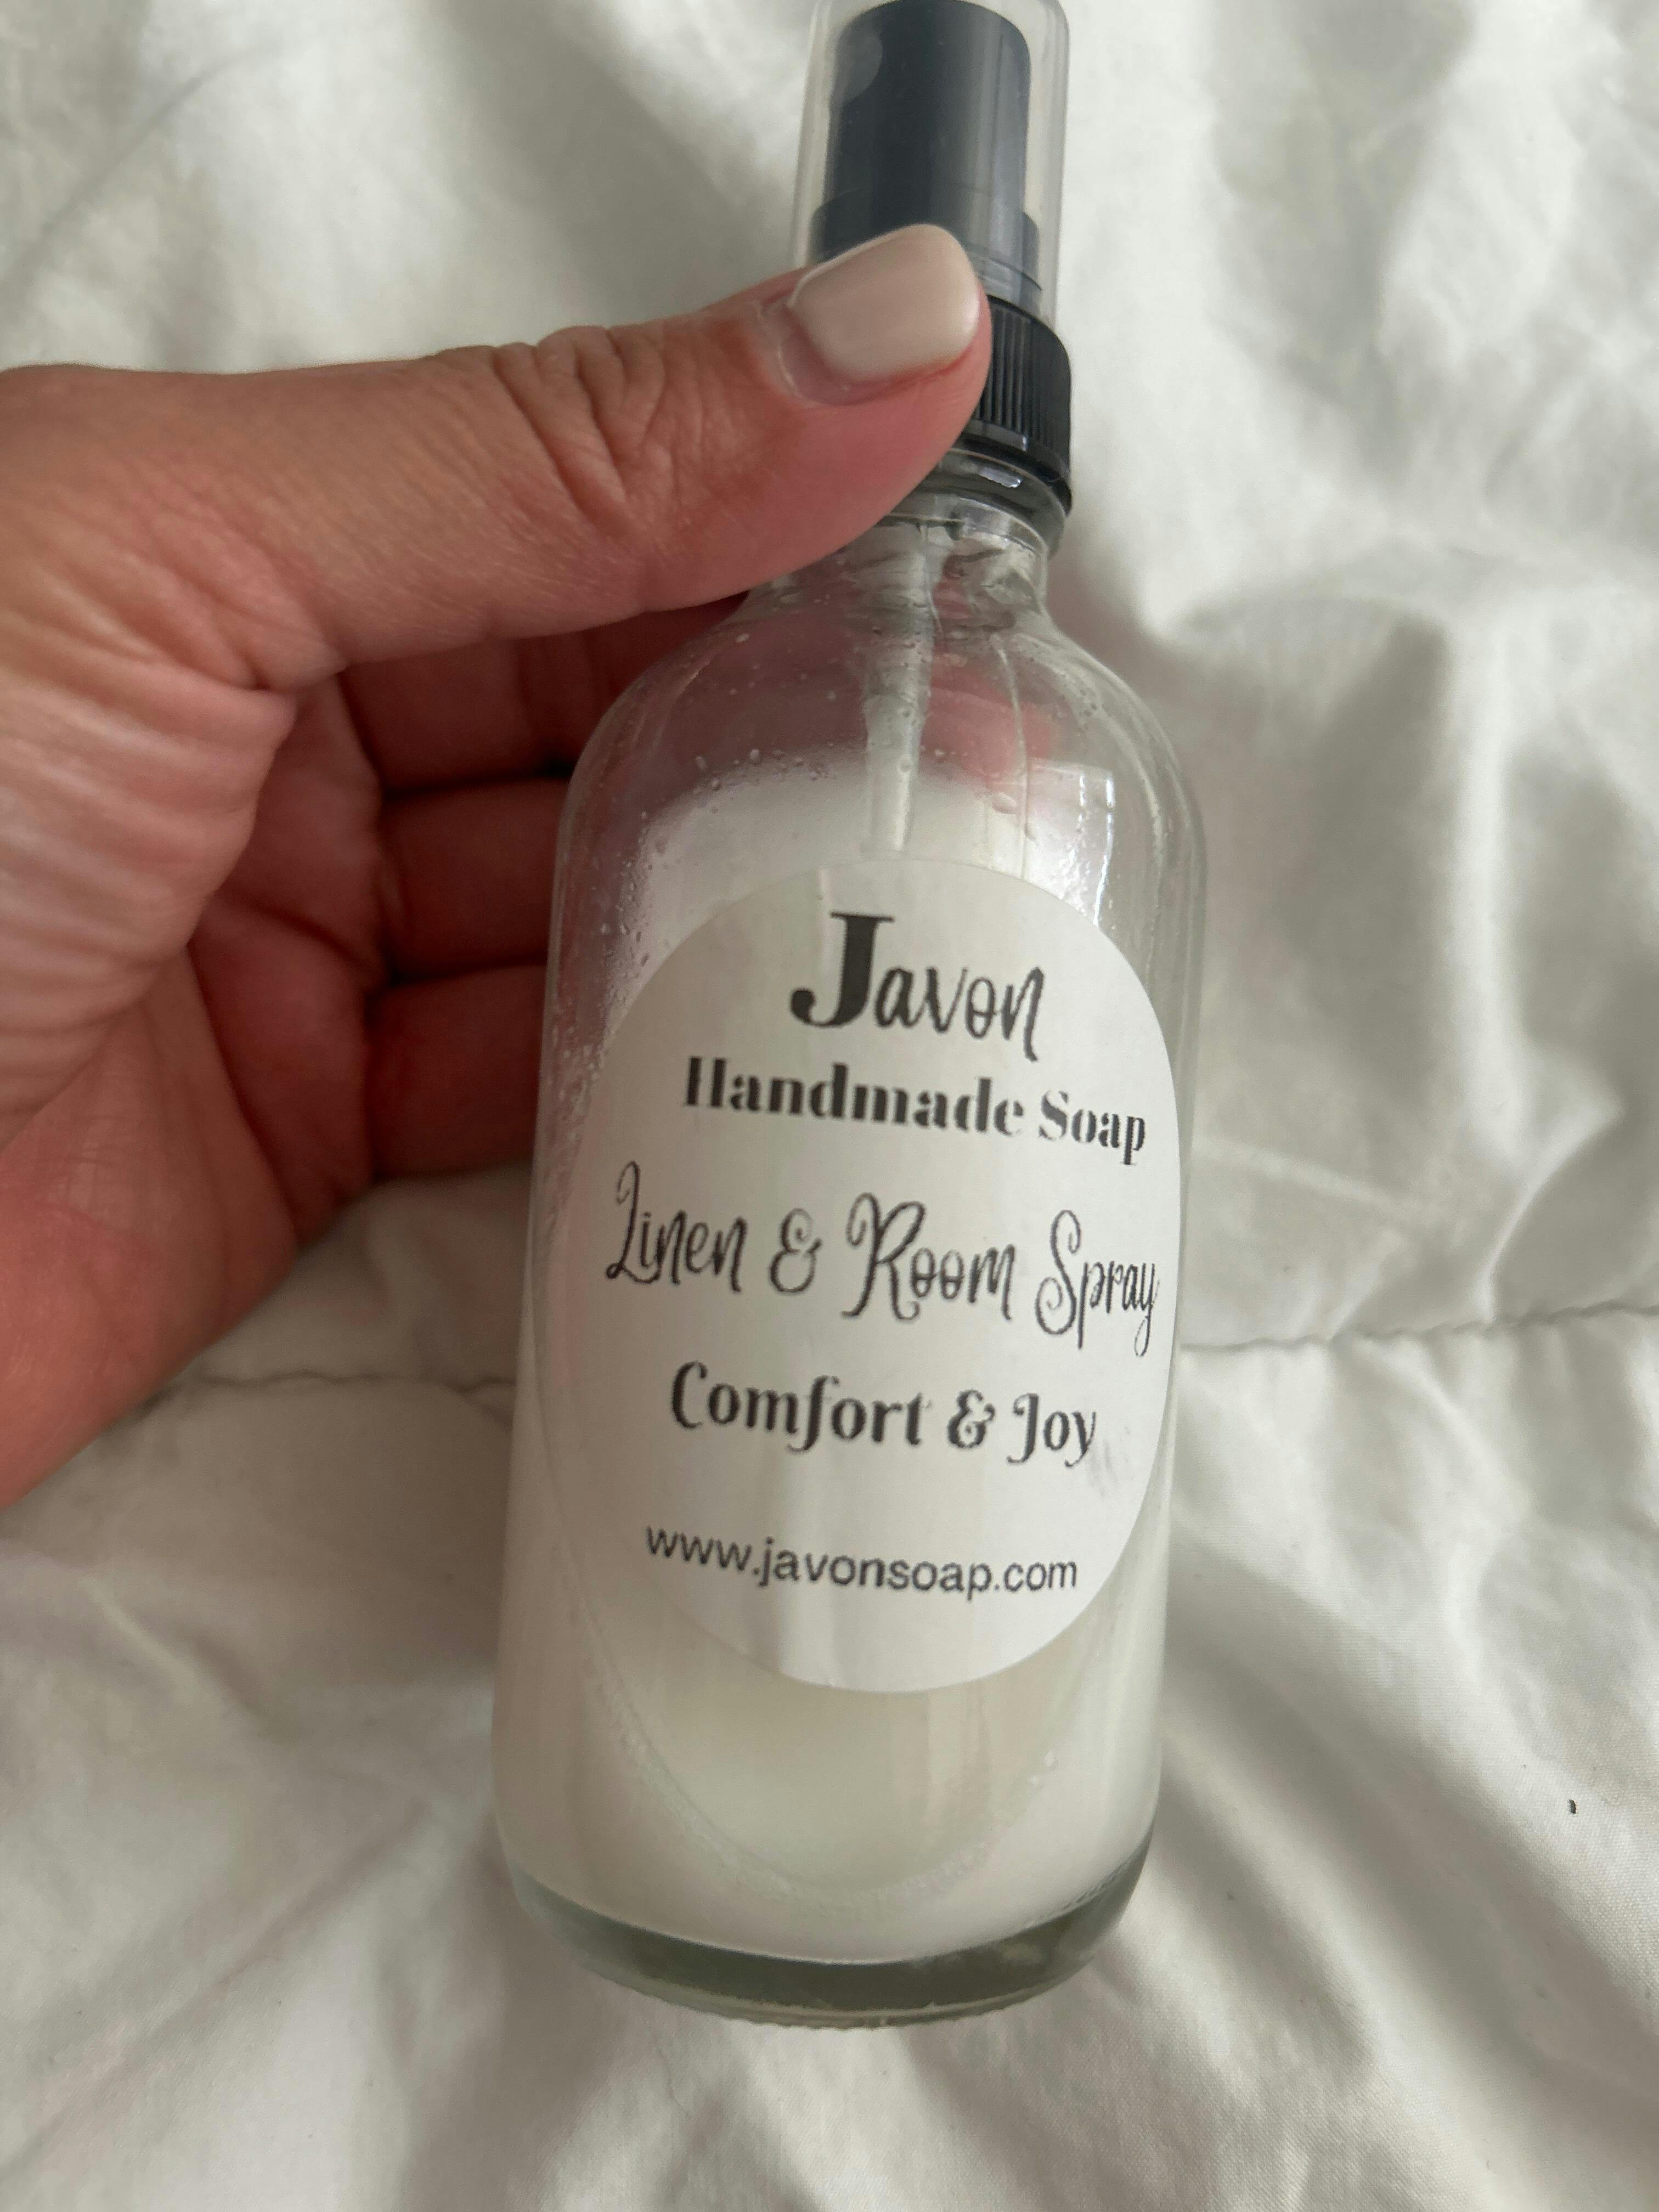 Javon
Handmade Soap
Linen & Room Spray
Comfort & Joy
www.javonsoap.com